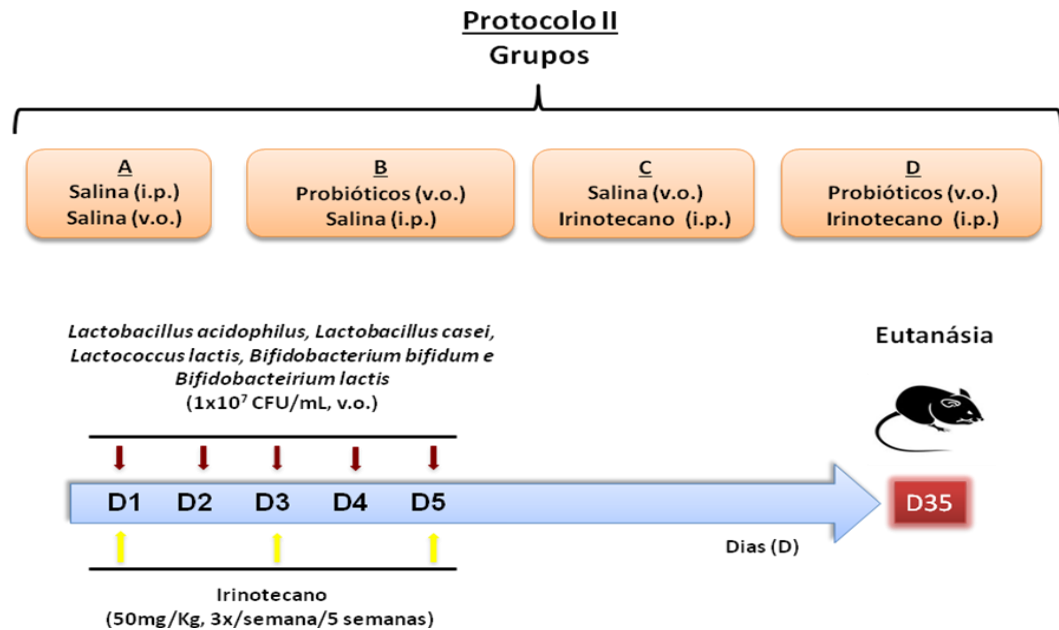 Protocolo II
Grupos
A
Salina (i.p.)
Salina (v.o.)
B
Probióticos (v.o.)
Salina (i.p.)
C
Salina (v.o.)
Irinotecano (i.p.)
D
Probióticos (v.o.)
Irinotecano (i.p.)
Lactobacillus acidophilus, Lactobacillus casei,
Lactococcus lactis, Bifidobacterium bifidum e
Bifidobacteirium lactis
(1x10⁷ CFU/mL, v.o.)
Eutanásia
D1 D2 D3 D4 D5
D35
Dias (D)
Irinotecano
(50mg/Kg, 3x/semana/5 semanas)